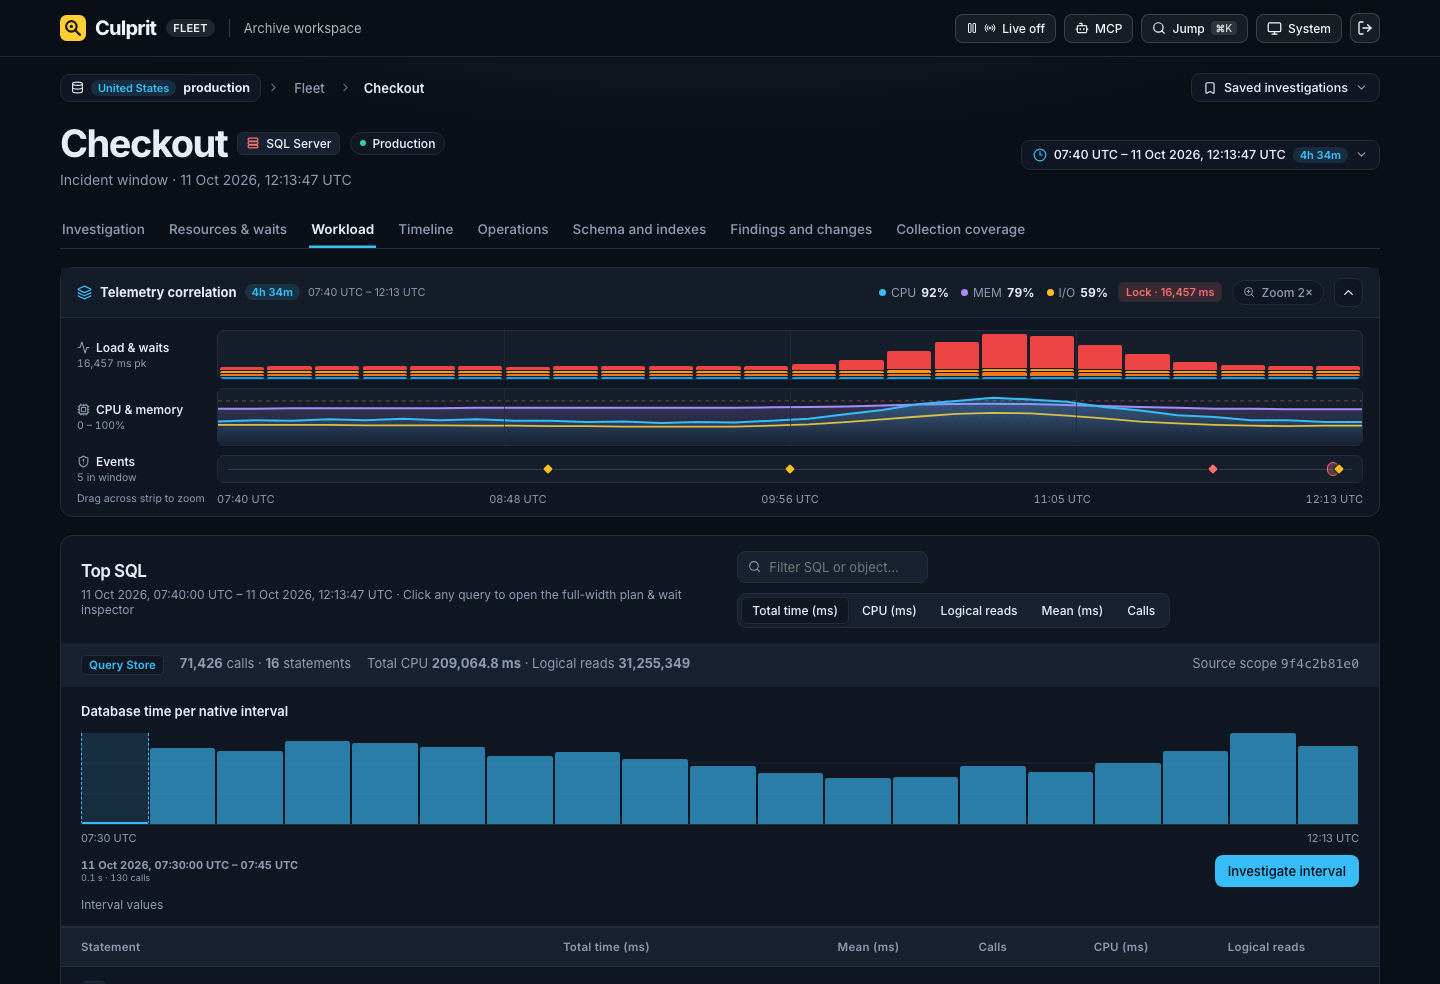 Culprit FLEET Archive workspace Live off MCP Jump ⌘K System
United States production > Fleet > Checkout Saved investigations
Checkout SQL Server Production
07:40 UTC – 11 Oct 2026, 12:13:47 UTC 4h 34m
Incident window · 11 Oct 2026, 12:13:47 UTC
Investigation Resources & waits Workload Timeline Operations Schema and indexes Findings and changes Collection coverage
Telemetry correlation 4h 34m 07:40 UTC – 12:13 UTC CPU 92% MEM 79% I/O 59% Lock · 16,457 ms Zoom 2×
Load & waits
16,457 ms pk
CPU & memory
0 – 100%
Events
5 in window
Drag across strip to zoom 07:40 UTC 08:48 UTC 09:56 UTC 11:05 UTC 12:13 UTC
Top SQL
11 Oct 2026, 07:40:00 UTC – 11 Oct 2026, 12:13:47 UTC · Click any query to open the full-width plan & wait
inspector
Filter SQL or object...
Total time (ms) CPU (ms) Logical reads Mean (ms) Calls
Query Store 71,426 calls · 16 statements Total CPU 209,064.8 ms · Logical reads 31,255,349 Source scope 9f4c2b81e0
Database time per native interval
07:30 UTC 12:13 UTC
11 Oct 2026, 07:30:00 UTC – 07:45 UTC
0.1 s · 130 calls
Investigate interval
Interval values
Statement Total time (ms) Mean (ms) Calls CPU (ms) Logical reads